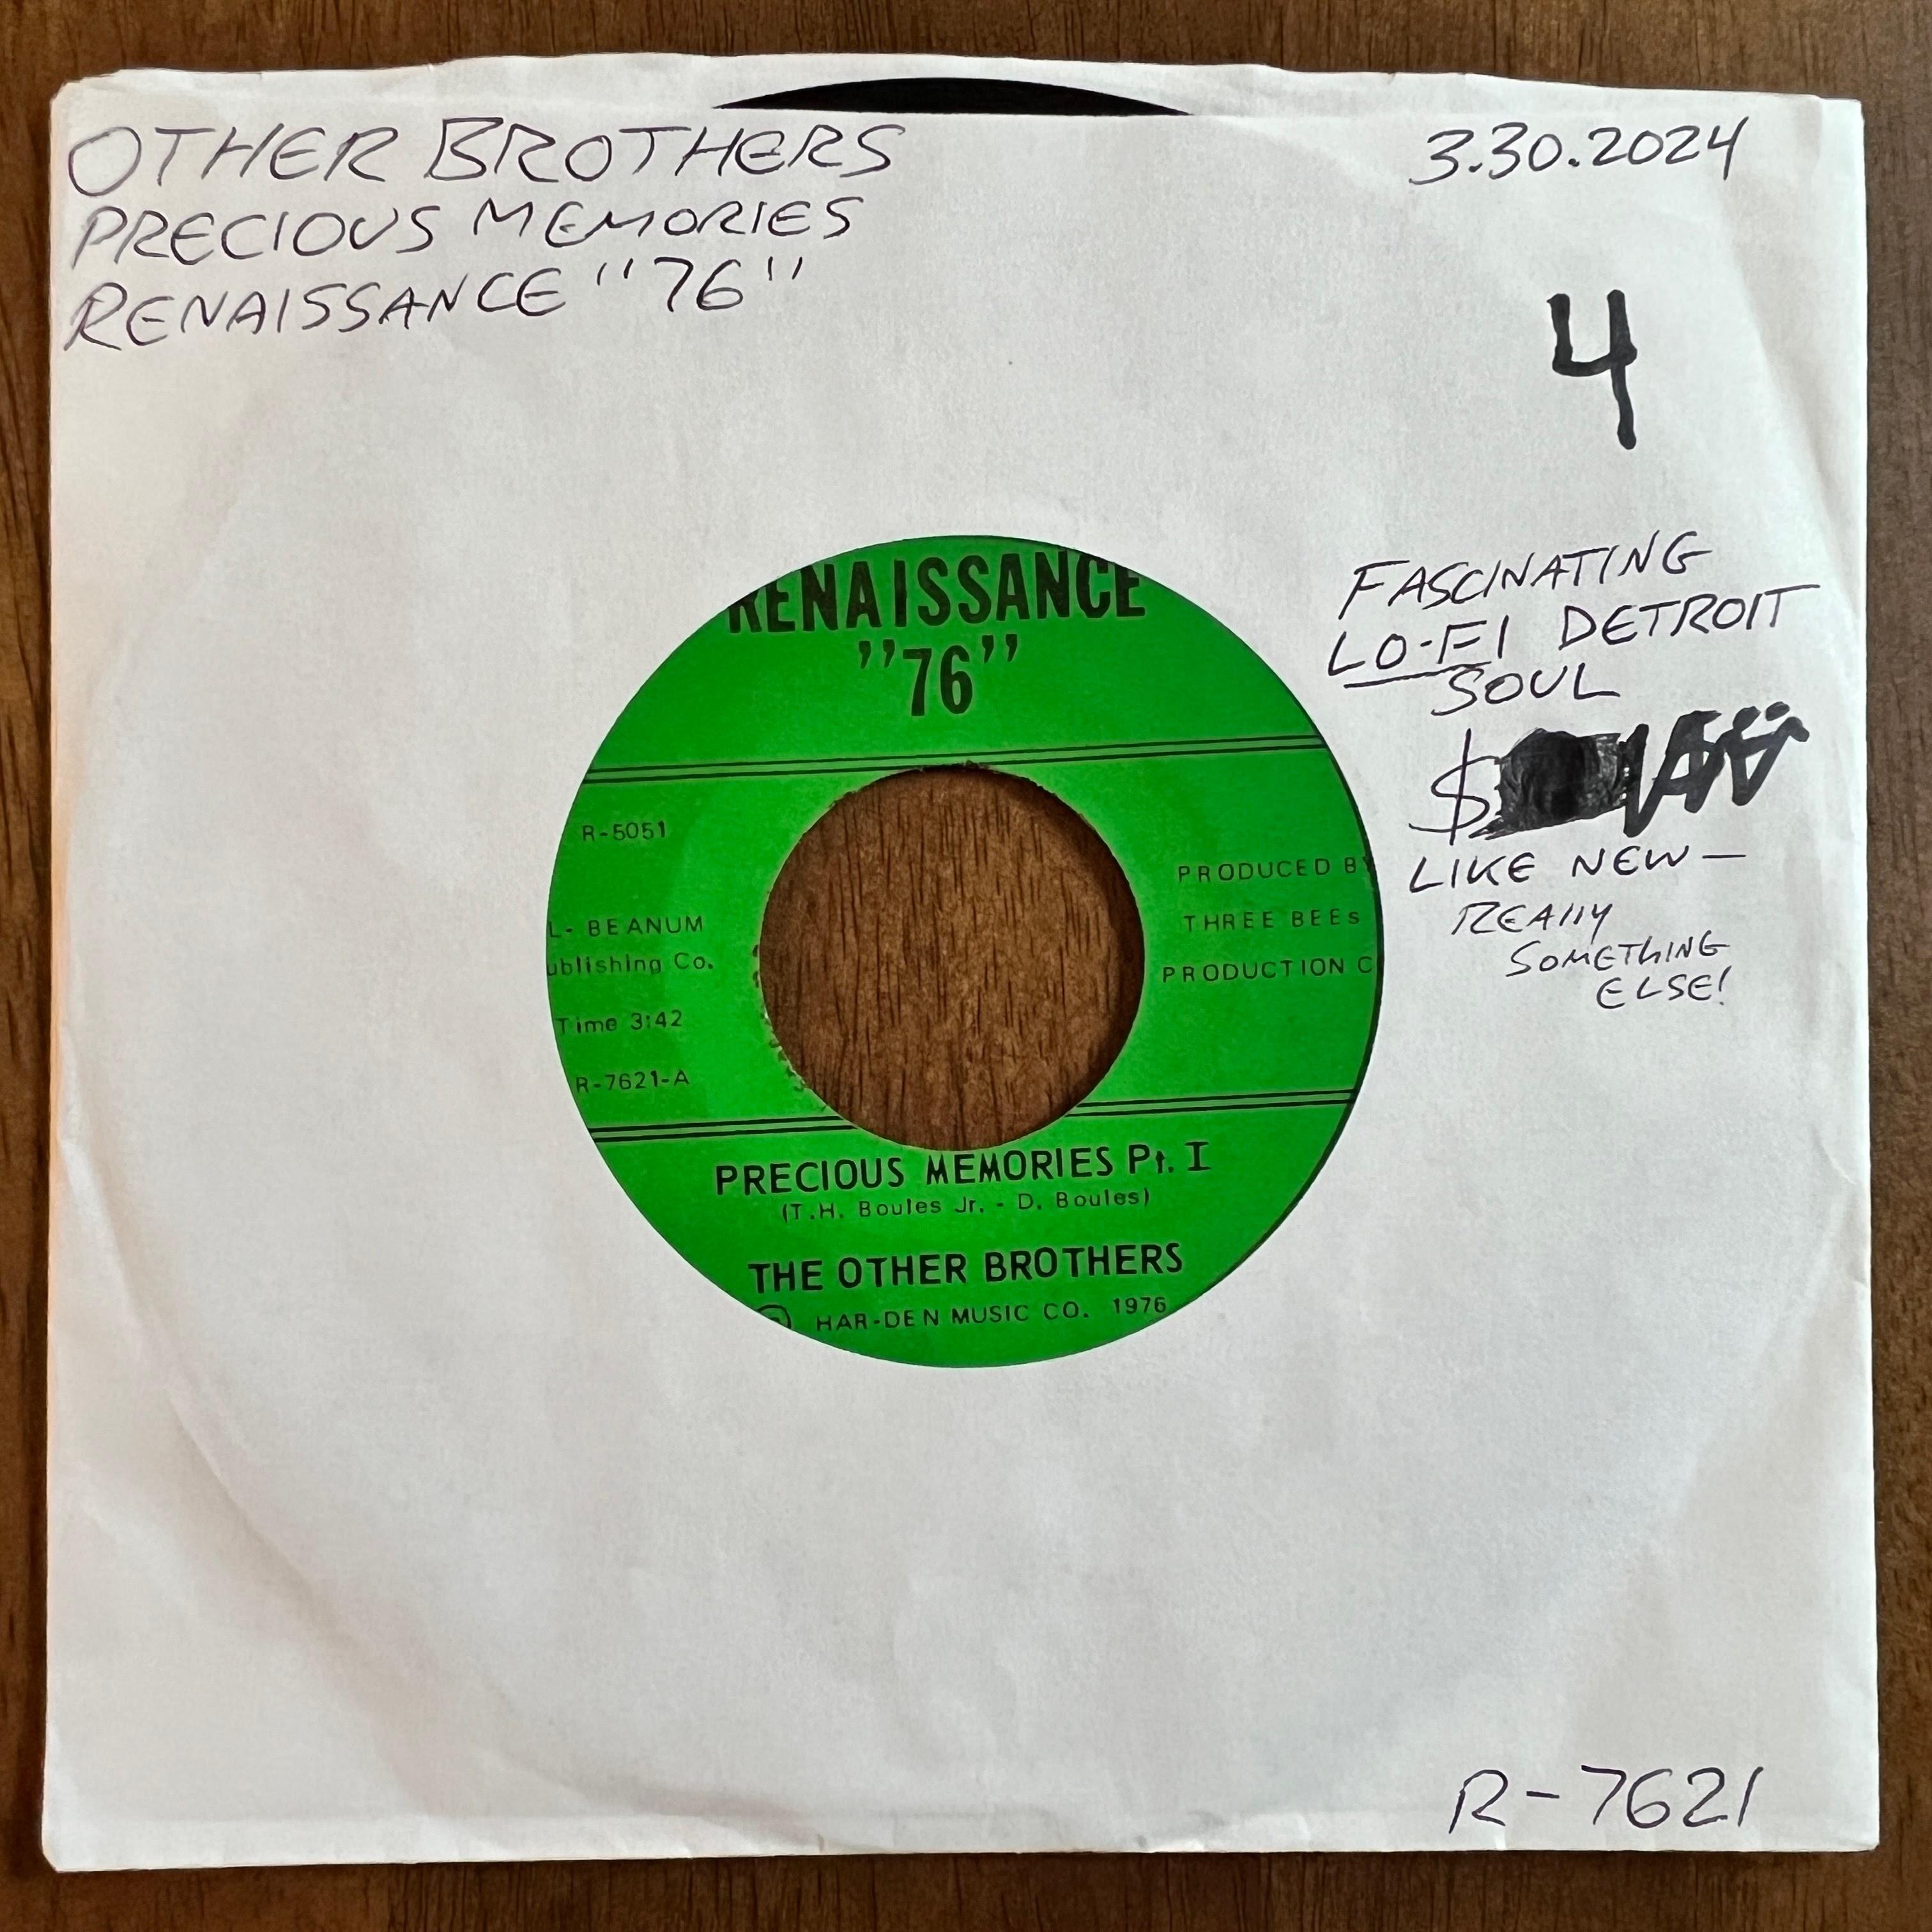 OTHER BROTHERS
PRECIOUS MEMORIES
RENAISSANCE "76"
3.30.2024
4
FASCINATING
LO-FI DETROIT
SOUL
$
LIKE NEW—
REAlly
SOMETHING
ELSE!
RENAISSANCE
"76"
R-5051
L- BEANUM
ublishing Co.
Time 3:42
R-7621-A
PRODUCED BY
THREE BEEs
PRODUCTION C
PRECIOUS MEMORIES Pt. I
(T.H. Boules Jr. - D. Boules)
THE OTHER BROTHERS
HAR-DEN MUSIC CO. 1976
R-7621